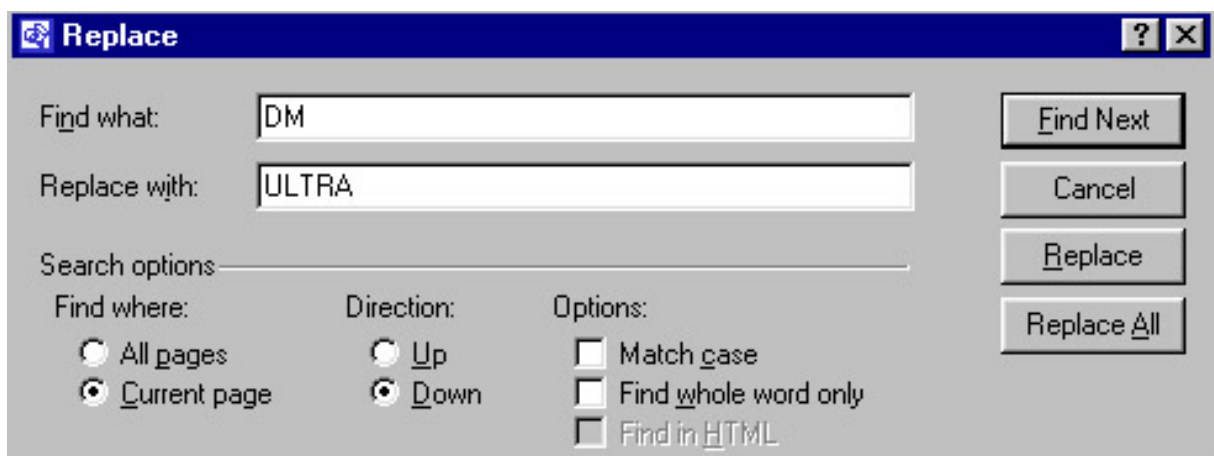 Replace
?
Find what: DM
Find Next
Replace with: ULTRA
Cancel
Search options
Replace
Find where: Direction: Options:
Replace All
All pages Up Match case
Current page Down Find whole word only
Find in HTML